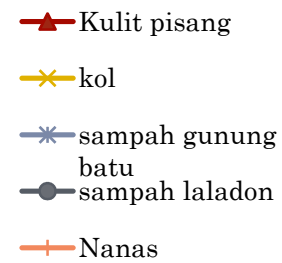 Kulit pisang
kol
sampah gunung
batu
sampah laladon
Nanas